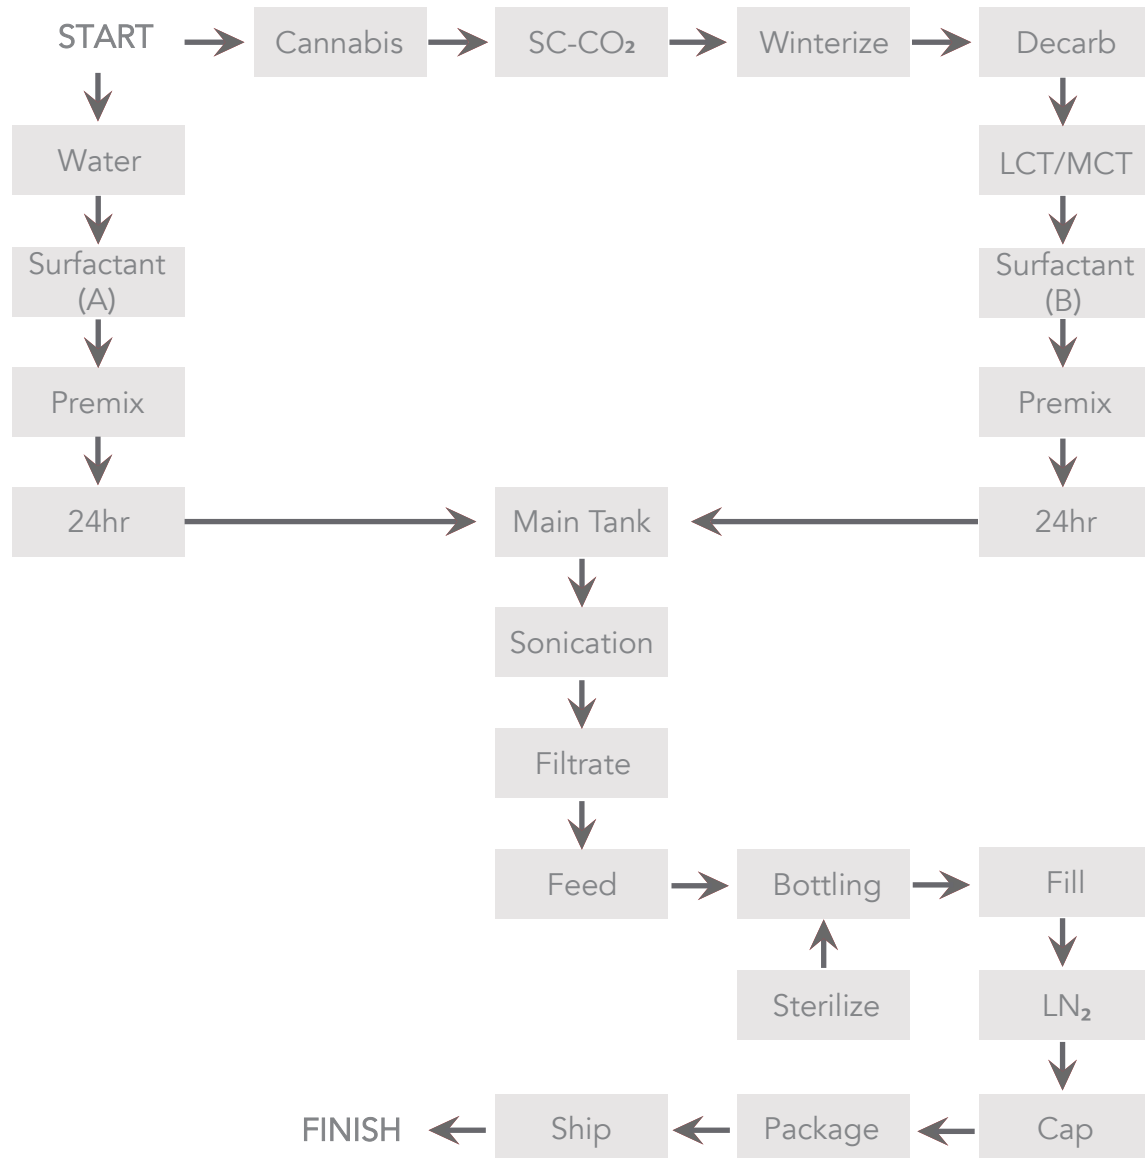 START
Cannabis
SC-CO₂
Winterize
Decarb
Water
LCT/MCT
Surfactant
(A)
Surfactant
(B)
Premix
Premix
24hr
Main Tank
24hr
Sonication
Filtrate
Feed
Bottling
Fill
Sterilize
LN₂
FINISH
Ship
Package
Cap